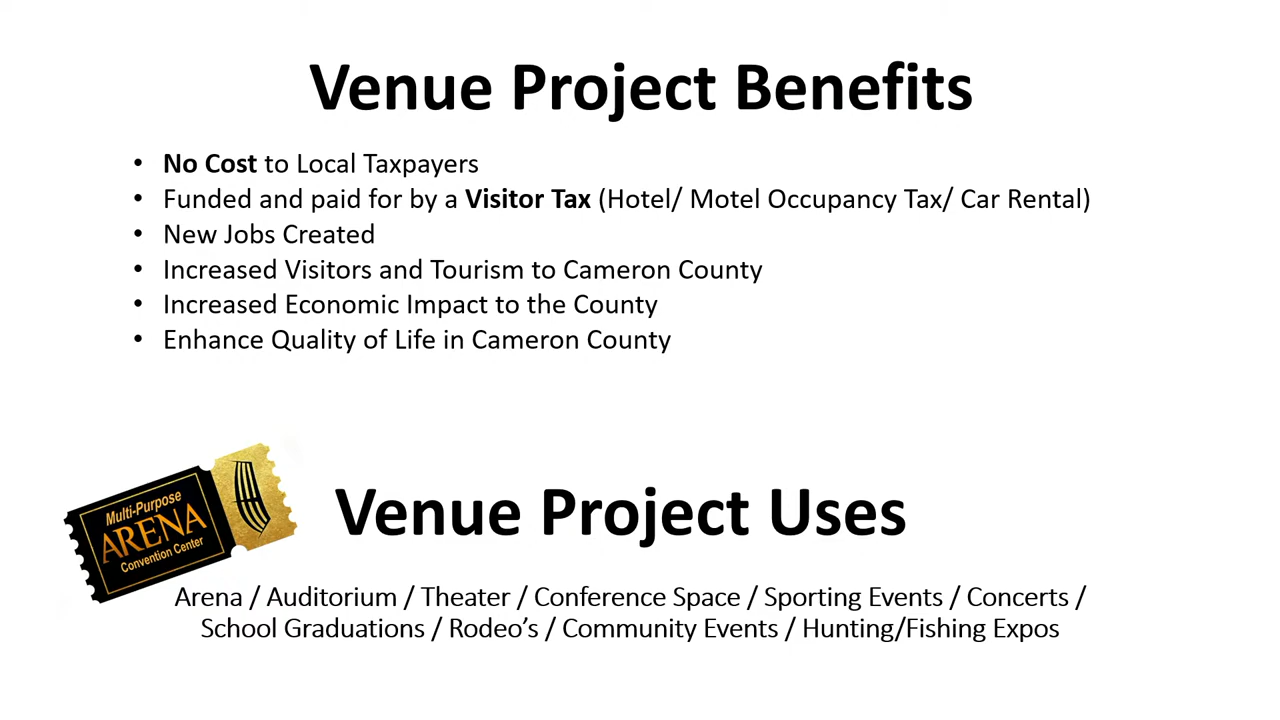 Venue Project Benefits
• No Cost to Local Taxpayers
• Funded and paid for by a Visitor Tax (Hotel/ Motel Occupancy Tax/ Car Rental)
• New Jobs Created
• Increased Visitors and Tourism to Cameron County
• Increased Economic Impact to the County
• Enhance Quality of Life in Cameron County
Multi-Purpose
ARENA
Convention Center
Venue Project Uses
Arena / Auditorium / Theater / Conference Space / Sporting Events / Concerts /
School Graduations / Rodeo’s / Community Events / Hunting/Fishing Expos